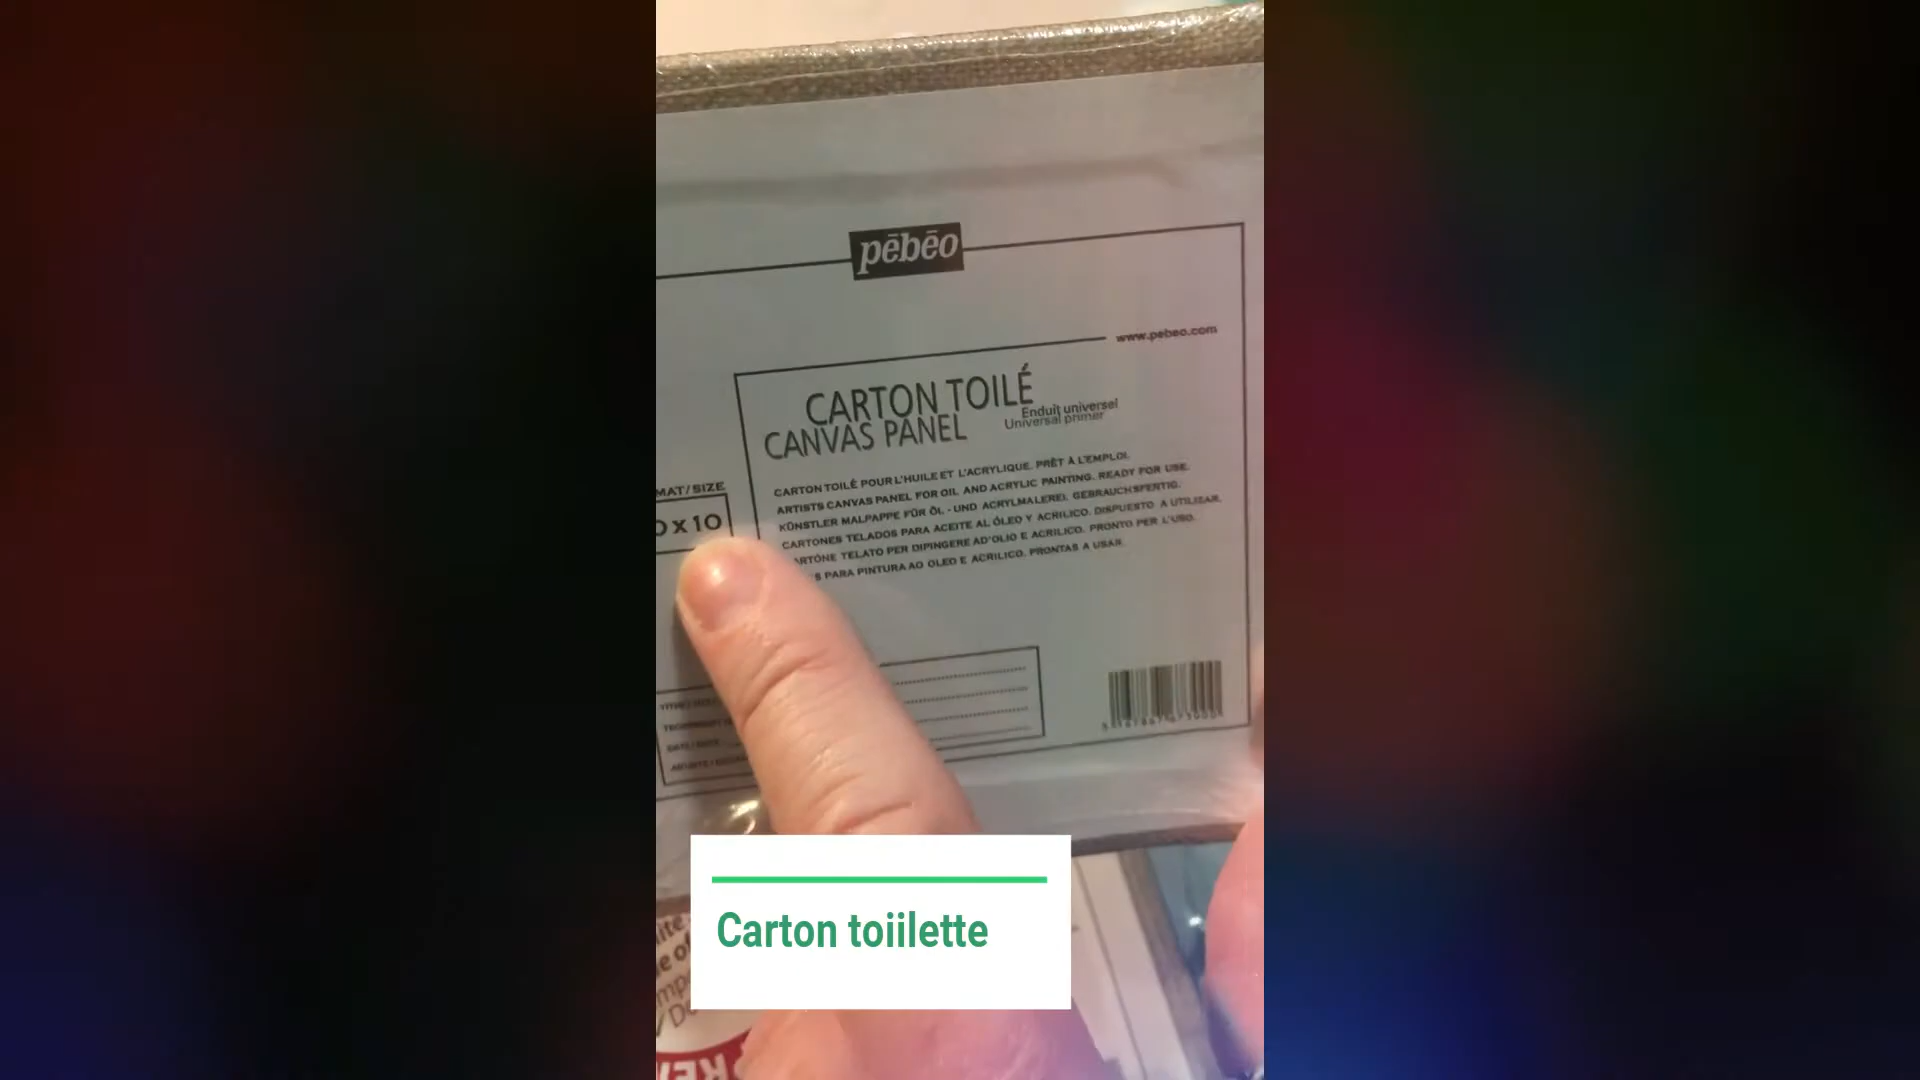 pēbēo
www.pebeo.com
CARTON TOILÉ
Enduit universel
CANVAS PANEL
Universal primer
CARTON TOILÉ POUR L'HUILE ET L'ACRYLIQUE. PRÊT À L'EMPLOI.
ARTISTS CANVAS PANEL FOR OIL AND ACRYLIC PAINTING. READY FOR USE.
KÜNSTLER MALPAPPE FÜR ÖL - UND ACRYLMALEREI. GEBRAUCHSFERTIG.
CARTONES TELADOS PARA ACEITE AL ÓLEO Y ACRILICO. DISPUESTO A UTILIZAR.
TELATO PER DIPINGERE AD'OLIO E ACRILICO. PRONTO PER L'USO.
PARA PINTURA AO OLEO E ACRILICO. PRONTAS A USAR.
MAT/SIZE
0 x 10
Carton toiilette